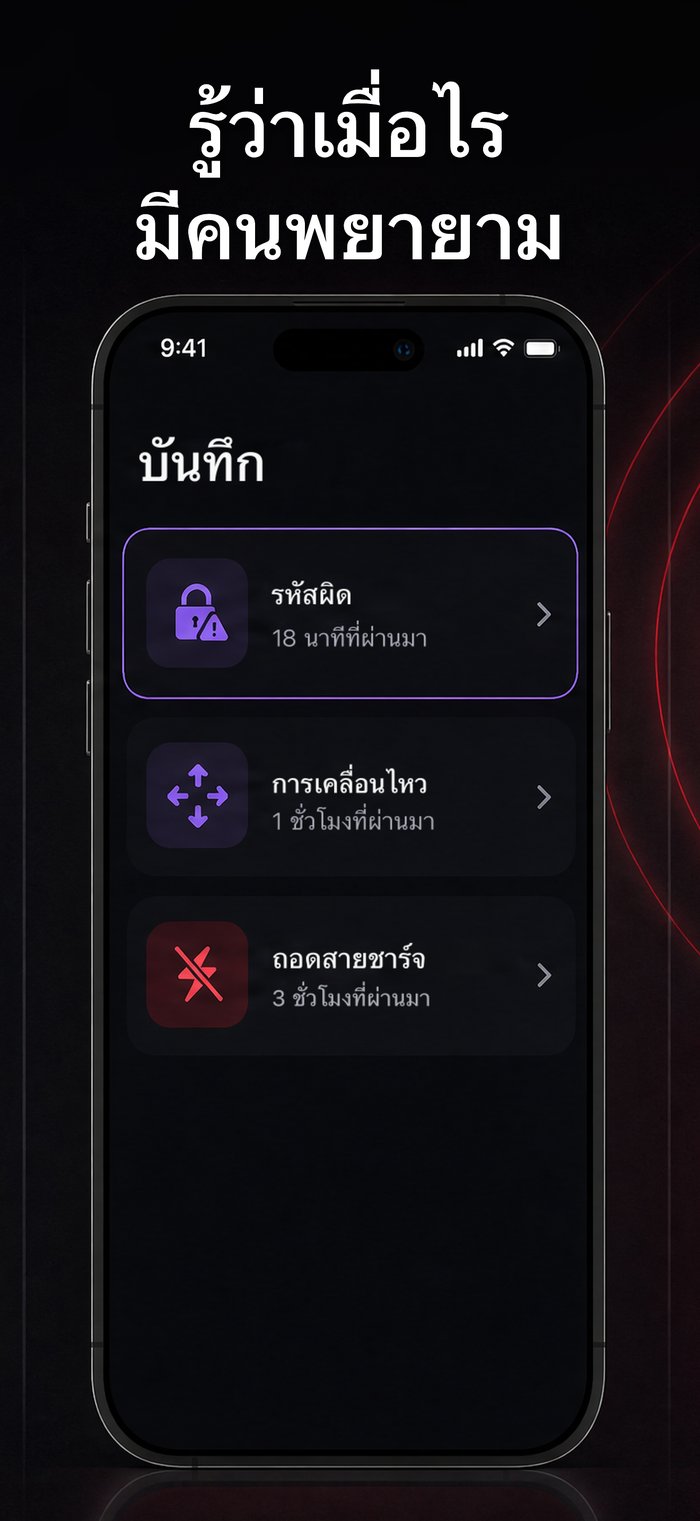 รู้ว่าเมื่อไร
มีคนพยายาม
9:41
บันทึก
รหัสผิด
18 นาทีที่ผ่านมา
การเคลื่อนไหว
1 ชั่วโมงที่ผ่านมา
ถอดสายชาร์จ
3 ชั่วโมงที่ผ่านมา